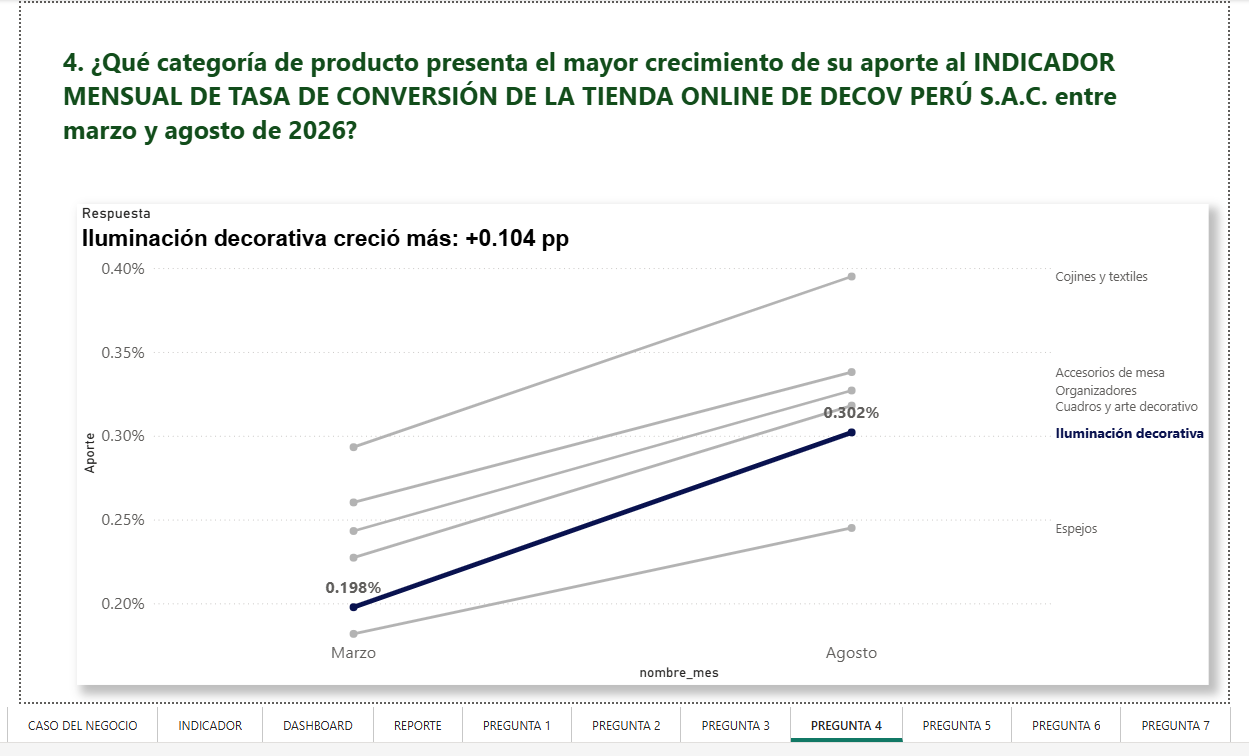 4. ¿Qué categoría de producto presenta el mayor crecimiento de su aporte al INDICADOR
MENSUAL DE TASA DE CONVERSIÓN DE LA TIENDA ONLINE DE DECOV PERÚ S.A.C. entre
marzo y agosto de 2026?
Respuesta
Iluminación decorativa creció más: +0.104 pp
0.40%
Cojines y textiles
0.35%
Accesorios de mesa
Organizadores
Cuadros y arte decorativo
0.302%
Iluminación decorativa
0.30%
Aporte
0.25%
Espejos
0.198%
0.20%
Marzo
Agosto
nombre_mes
CASO DEL NEGOCIO
INDICADOR
DASHBOARD
REPORTE
PREGUNTA 1
PREGUNTA 2
PREGUNTA 3
PREGUNTA 4
PREGUNTA 5
PREGUNTA 6
PREGUNTA 7